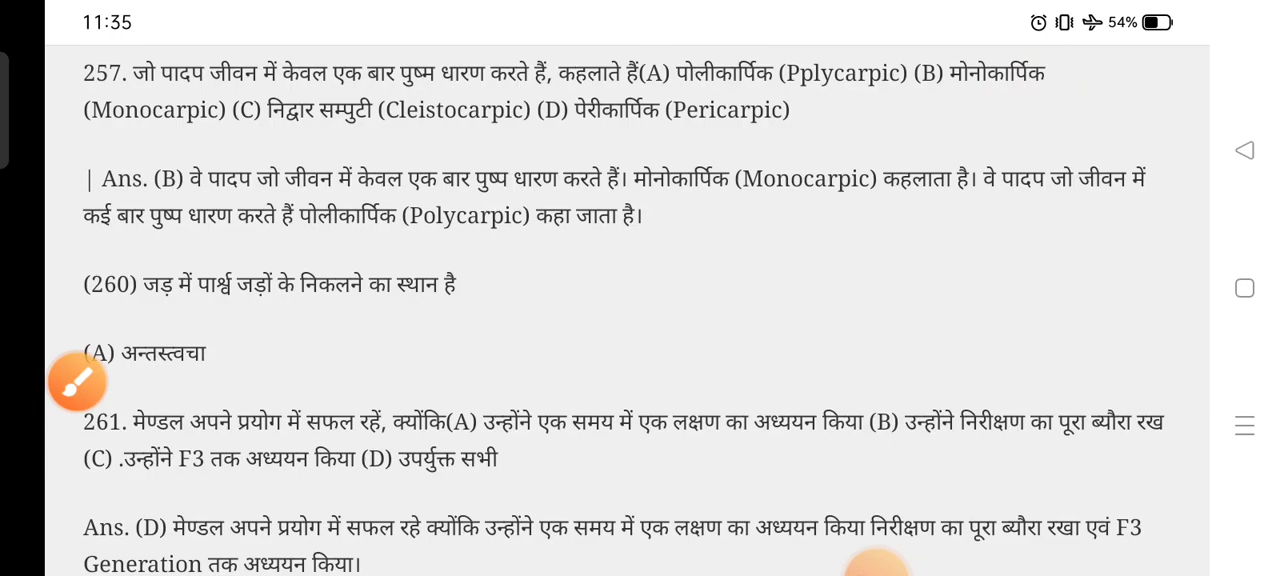 11:35
54%
257. जो पादप जीवन में केवल एक बार पुष्म धारण करते हैं, कहलाते हैं(A) पोलीकार्पिक (Pplycarpic) (B) मोनोकार्पिक
(Monocarpic) (C) निद्वार सम्पुटी (Cleistocarpic) (D) पेरीकार्पिक (Pericarpic)
| Ans. (B) वे पादप जो जीवन में केवल एक बार पुष्प धारण करते हैं। मोनोकार्पिक (Monocarpic) कहलाता है। वे पादप जो जीवन में
कई बार पुष्प धारण करते हैं पोलीकार्पिक (Polycarpic) कहा जाता है।
(260) जड़ में पार्श्व जड़ों के निकलने का स्थान है
(A) अन्तस्त्वचा
261. मेण्डल अपने प्रयोग में सफल रहें, क्योंकि(A) उन्होंने एक समय में एक लक्षण का अध्ययन किया (B) उन्होंने निरीक्षण का पूरा ब्यौरा रख
(C) .उन्होंने F3 तक अध्ययन किया (D) उपर्युक्त सभी
Ans. (D) मेण्डल अपने प्रयोग में सफल रहे क्योंकि उन्होंने एक समय में एक लक्षण का अध्ययन किया निरीक्षण का पूरा ब्यौरा रखा एवं F3
Generation तक अध्ययन किया।